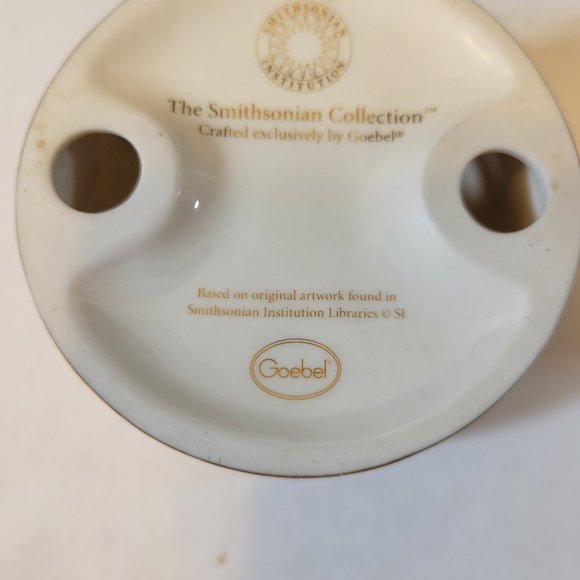 SMITHSONIAN
INSTITUTION
The Smithsonian Collection™
Crafted exclusively by Goebel®
Based on original artwork found in
Smithsonian Institution Libraries © SI
Goebel®